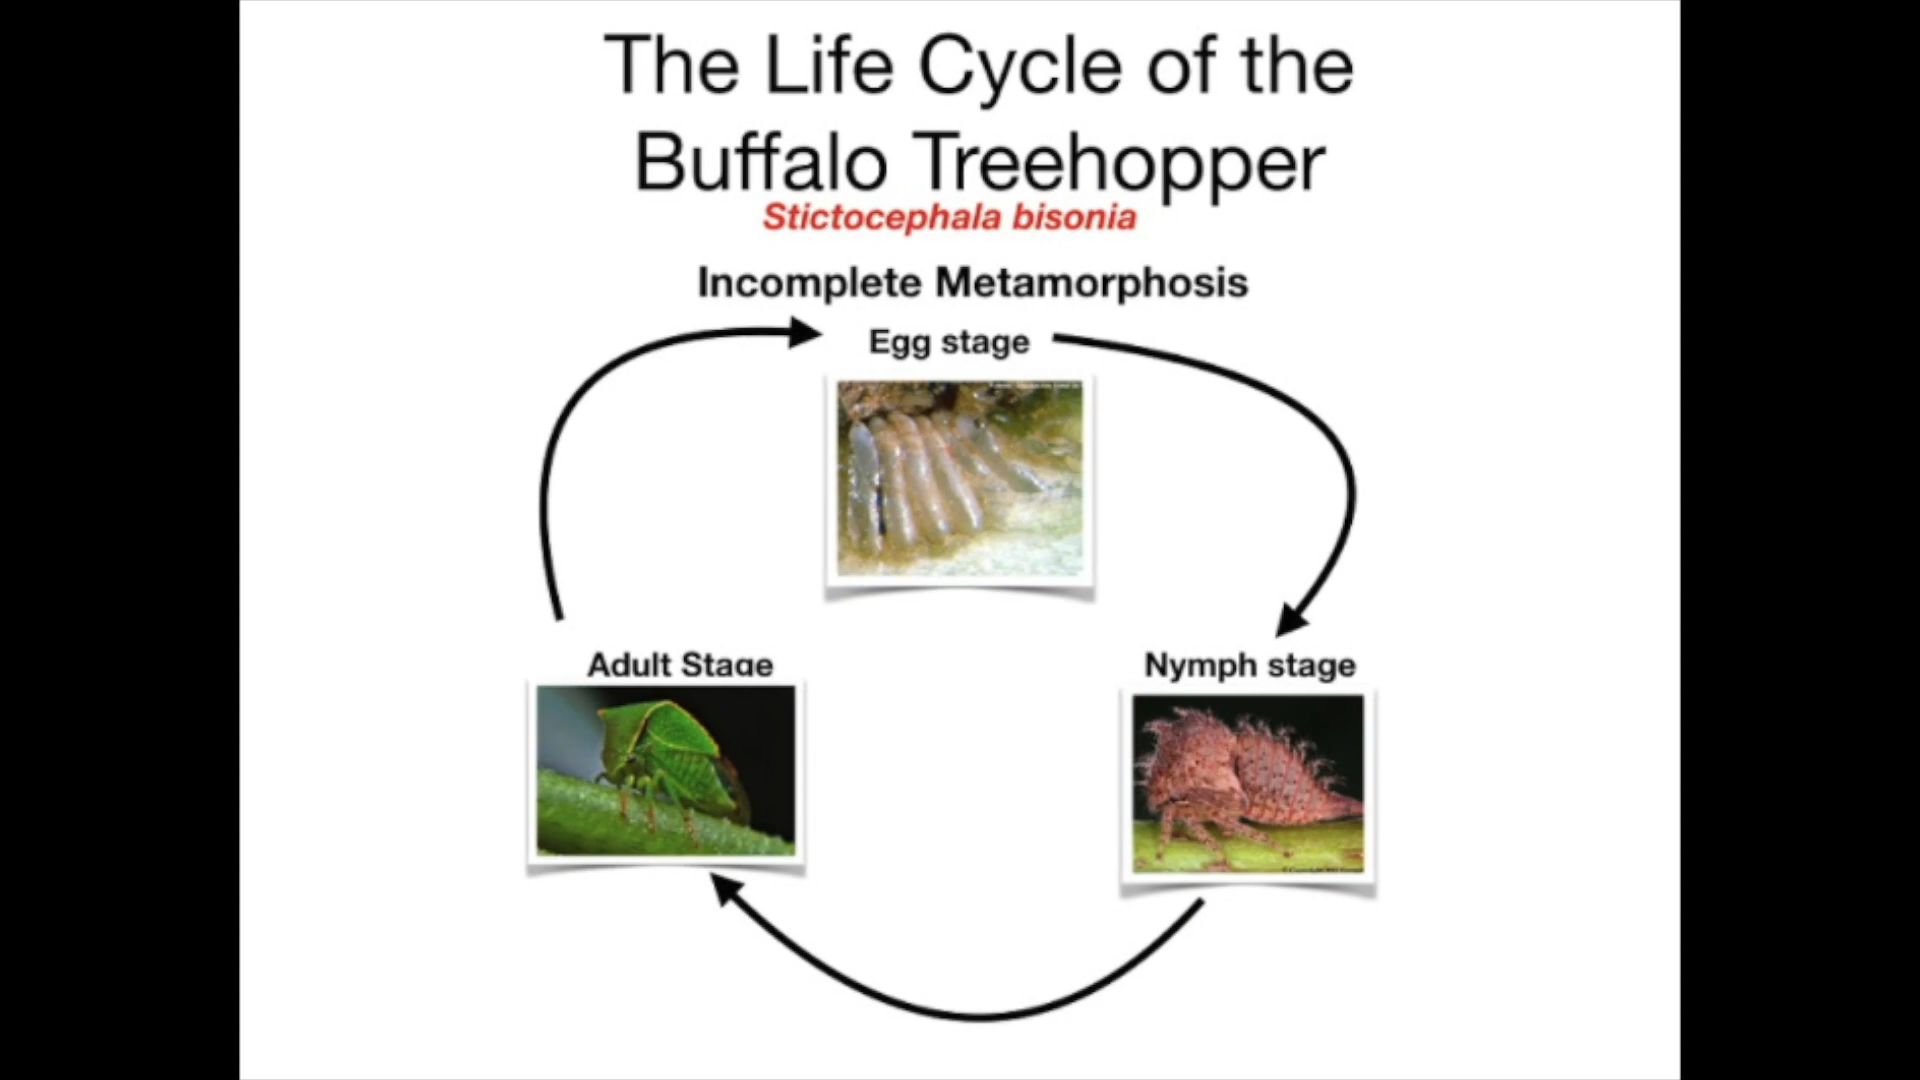 The Life Cycle of the
Buffalo Treehopper
Stictocephala bisonia
Incomplete Metamorphosis
Egg stage
Adult Stage
Nymph stage